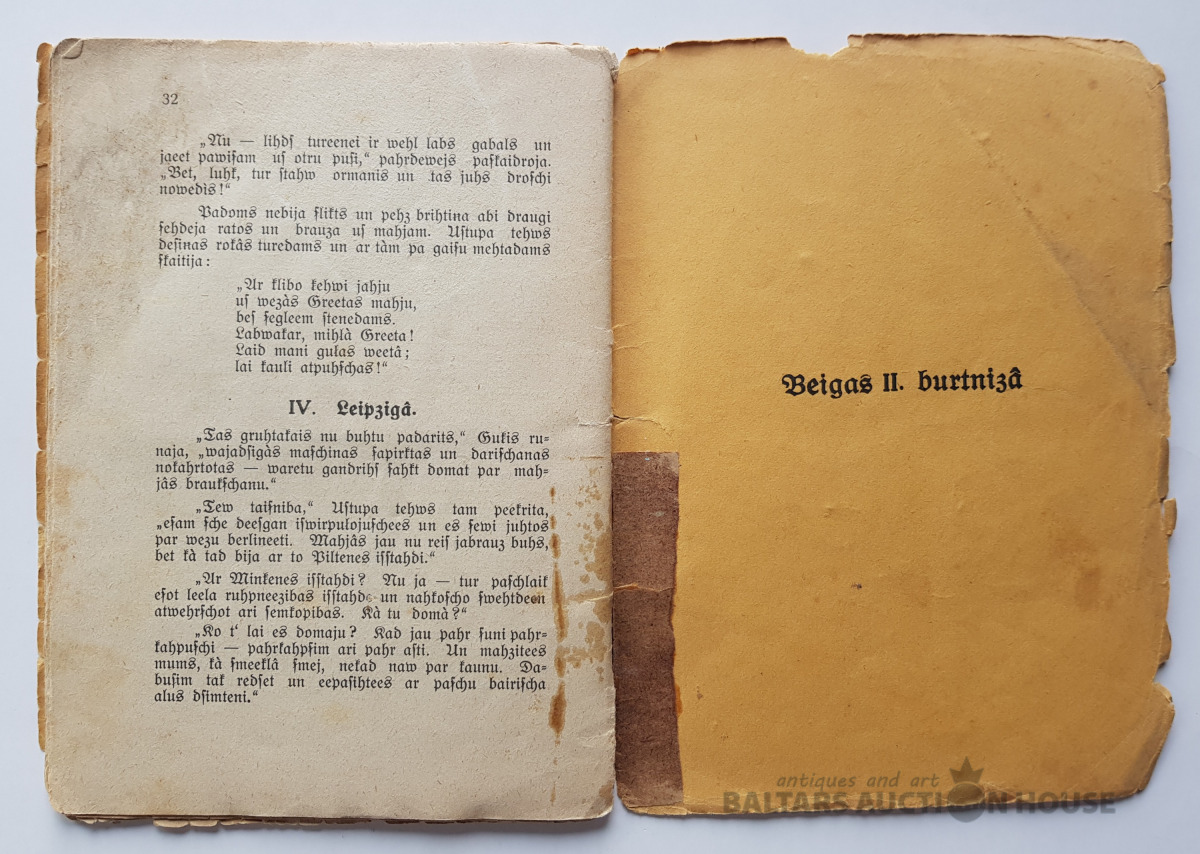 32
„Nu — lihdſ tureenei ir wehl labs gabals un
jaeet pawiſam uſ otru puſi,“ pahrdewejs paſkaidroja.
„Bet, luhk, tur ſtahw ormanis un tas juhs droſchi
nowedìs!“
Padoms nebija ſlikts un pehz brihtina abi draugi
ſehdeja ratos un brauza uſ mahjam. Uſtupa tehws
deſinas rokâs turedams un ar tàm pa gaiſu mehtadams
ſkaitija:
„Ar klibo kehwi jahju
uſ wezàs Greetas mahju,
beſ ſegleem ſtenedams.
Labwakar, mihlà Greeta!
Laid mani guļas weetâ;
lai kauli atpuhſchas!“
IV. Leipzigâ.
„Tas gruhtakais nu buhtu padarits,“ Gukis ru-
naja, „wajadſigàs maſchinas ſapirktas un dariſchanas
nokahrtotas — waretu gandrihſ ſahkt domat par mah-
jâs braukſchanu.“
„Tew taiſniba,“ Uſtupa tehws tam peekrita,
„eſam ſche deeſgan iſwirpulojuſchees un es ſewi juhtos
par wezu berlineeti. Mahjâs jau nu reiſ jabrauz buhs,
bet kà tad bija ar to Piltenes iſſtahdi.“
„Ar Minkenes iſſtahdi? Nu ja — tur paſchlaik
eſot leela ruhpneezibas iſſtahde un nahkoſcho ſwehtdeen
atwehrſchot ari ſemkopibas. Kà tu domà?“
„Ko t' lai es domaju? Kad jau pahr ſuni pahr-
kahpuſchi — pahrkahpſim ari pahr aſti. Un mahzitees
mums, kà ſmeeklâ ſmej, nekad naw par kaunu. Da-
buſim tak redſet un eepaſihtees ar paſchu bairiſcha
alus dſimteni.“
Beigas II. burtnizâ
antiques and art
BALTARS AUCTION HOUSE